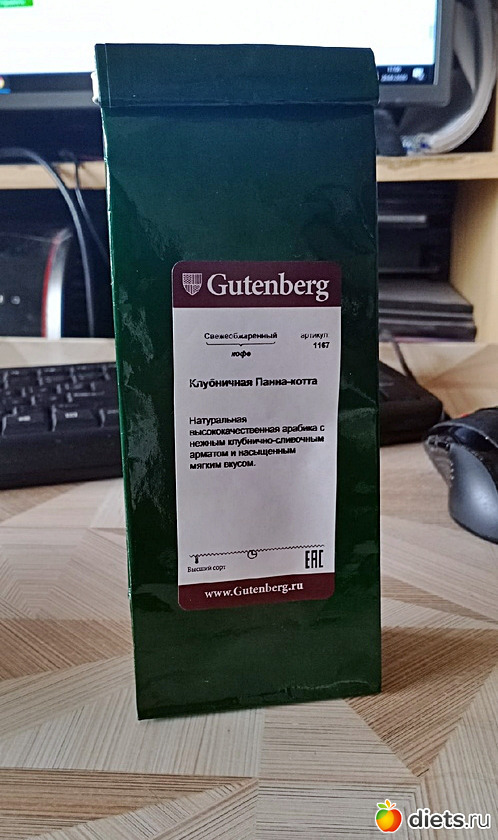 Gutenberg
Свежеобжаренный
кофе
артикул:
1167
Клубничная Панна-котта
Натуральная
высококачественная арабика с
нежным клубнично-сливочным
арматом и насыщенным
мягким вкусом.
Высший сорт
EAC
www.Gutenberg.ru
diets.ru